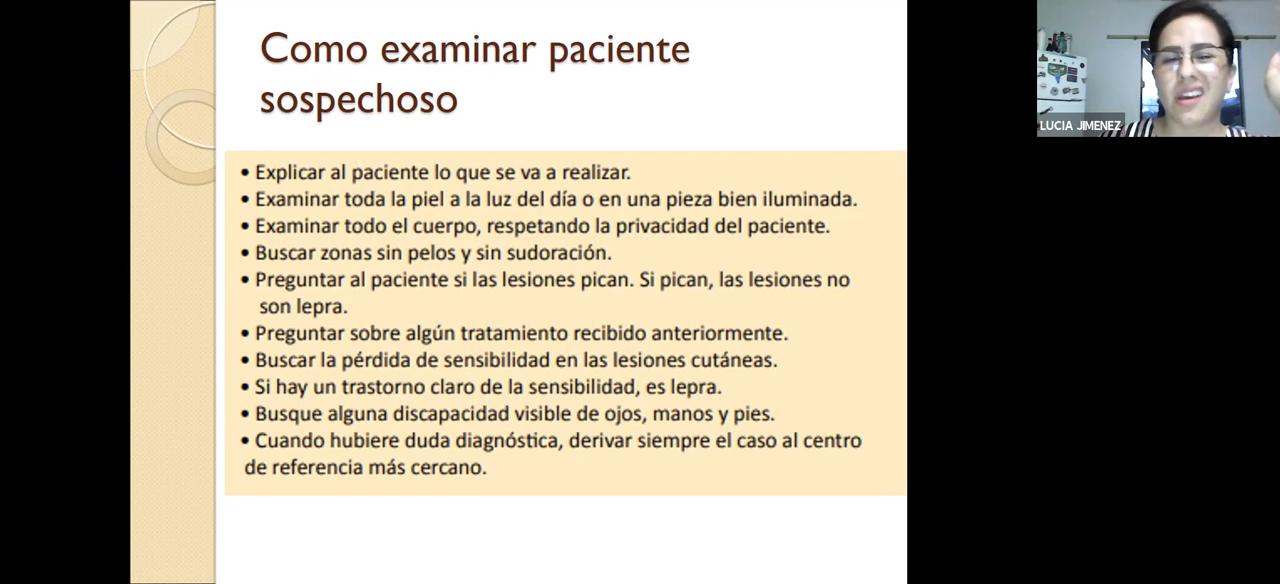 Como examinar paciente
sospechoso
• Explicar al paciente lo que se va a realizar.
• Examinar toda la piel a la luz del día o en una pieza bien iluminada.
• Examinar todo el cuerpo, respetando la privacidad del paciente.
• Buscar zonas sin pelos y sin sudoración.
• Preguntar al paciente si las lesiones pican. Si pican, las lesiones no
son lepra.
• Preguntar sobre algún tratamiento recibido anteriormente.
• Buscar la pérdida de sensibilidad en las lesiones cutáneas.
• Si hay un trastorno claro de la sensibilidad, es lepra.
• Busque alguna discapacidad visible de ojos, manos y pies.
• Cuando hubiere duda diagnóstica, derivar siempre el caso al centro
de referencia más cercano.
LUCIA JIMENEZ